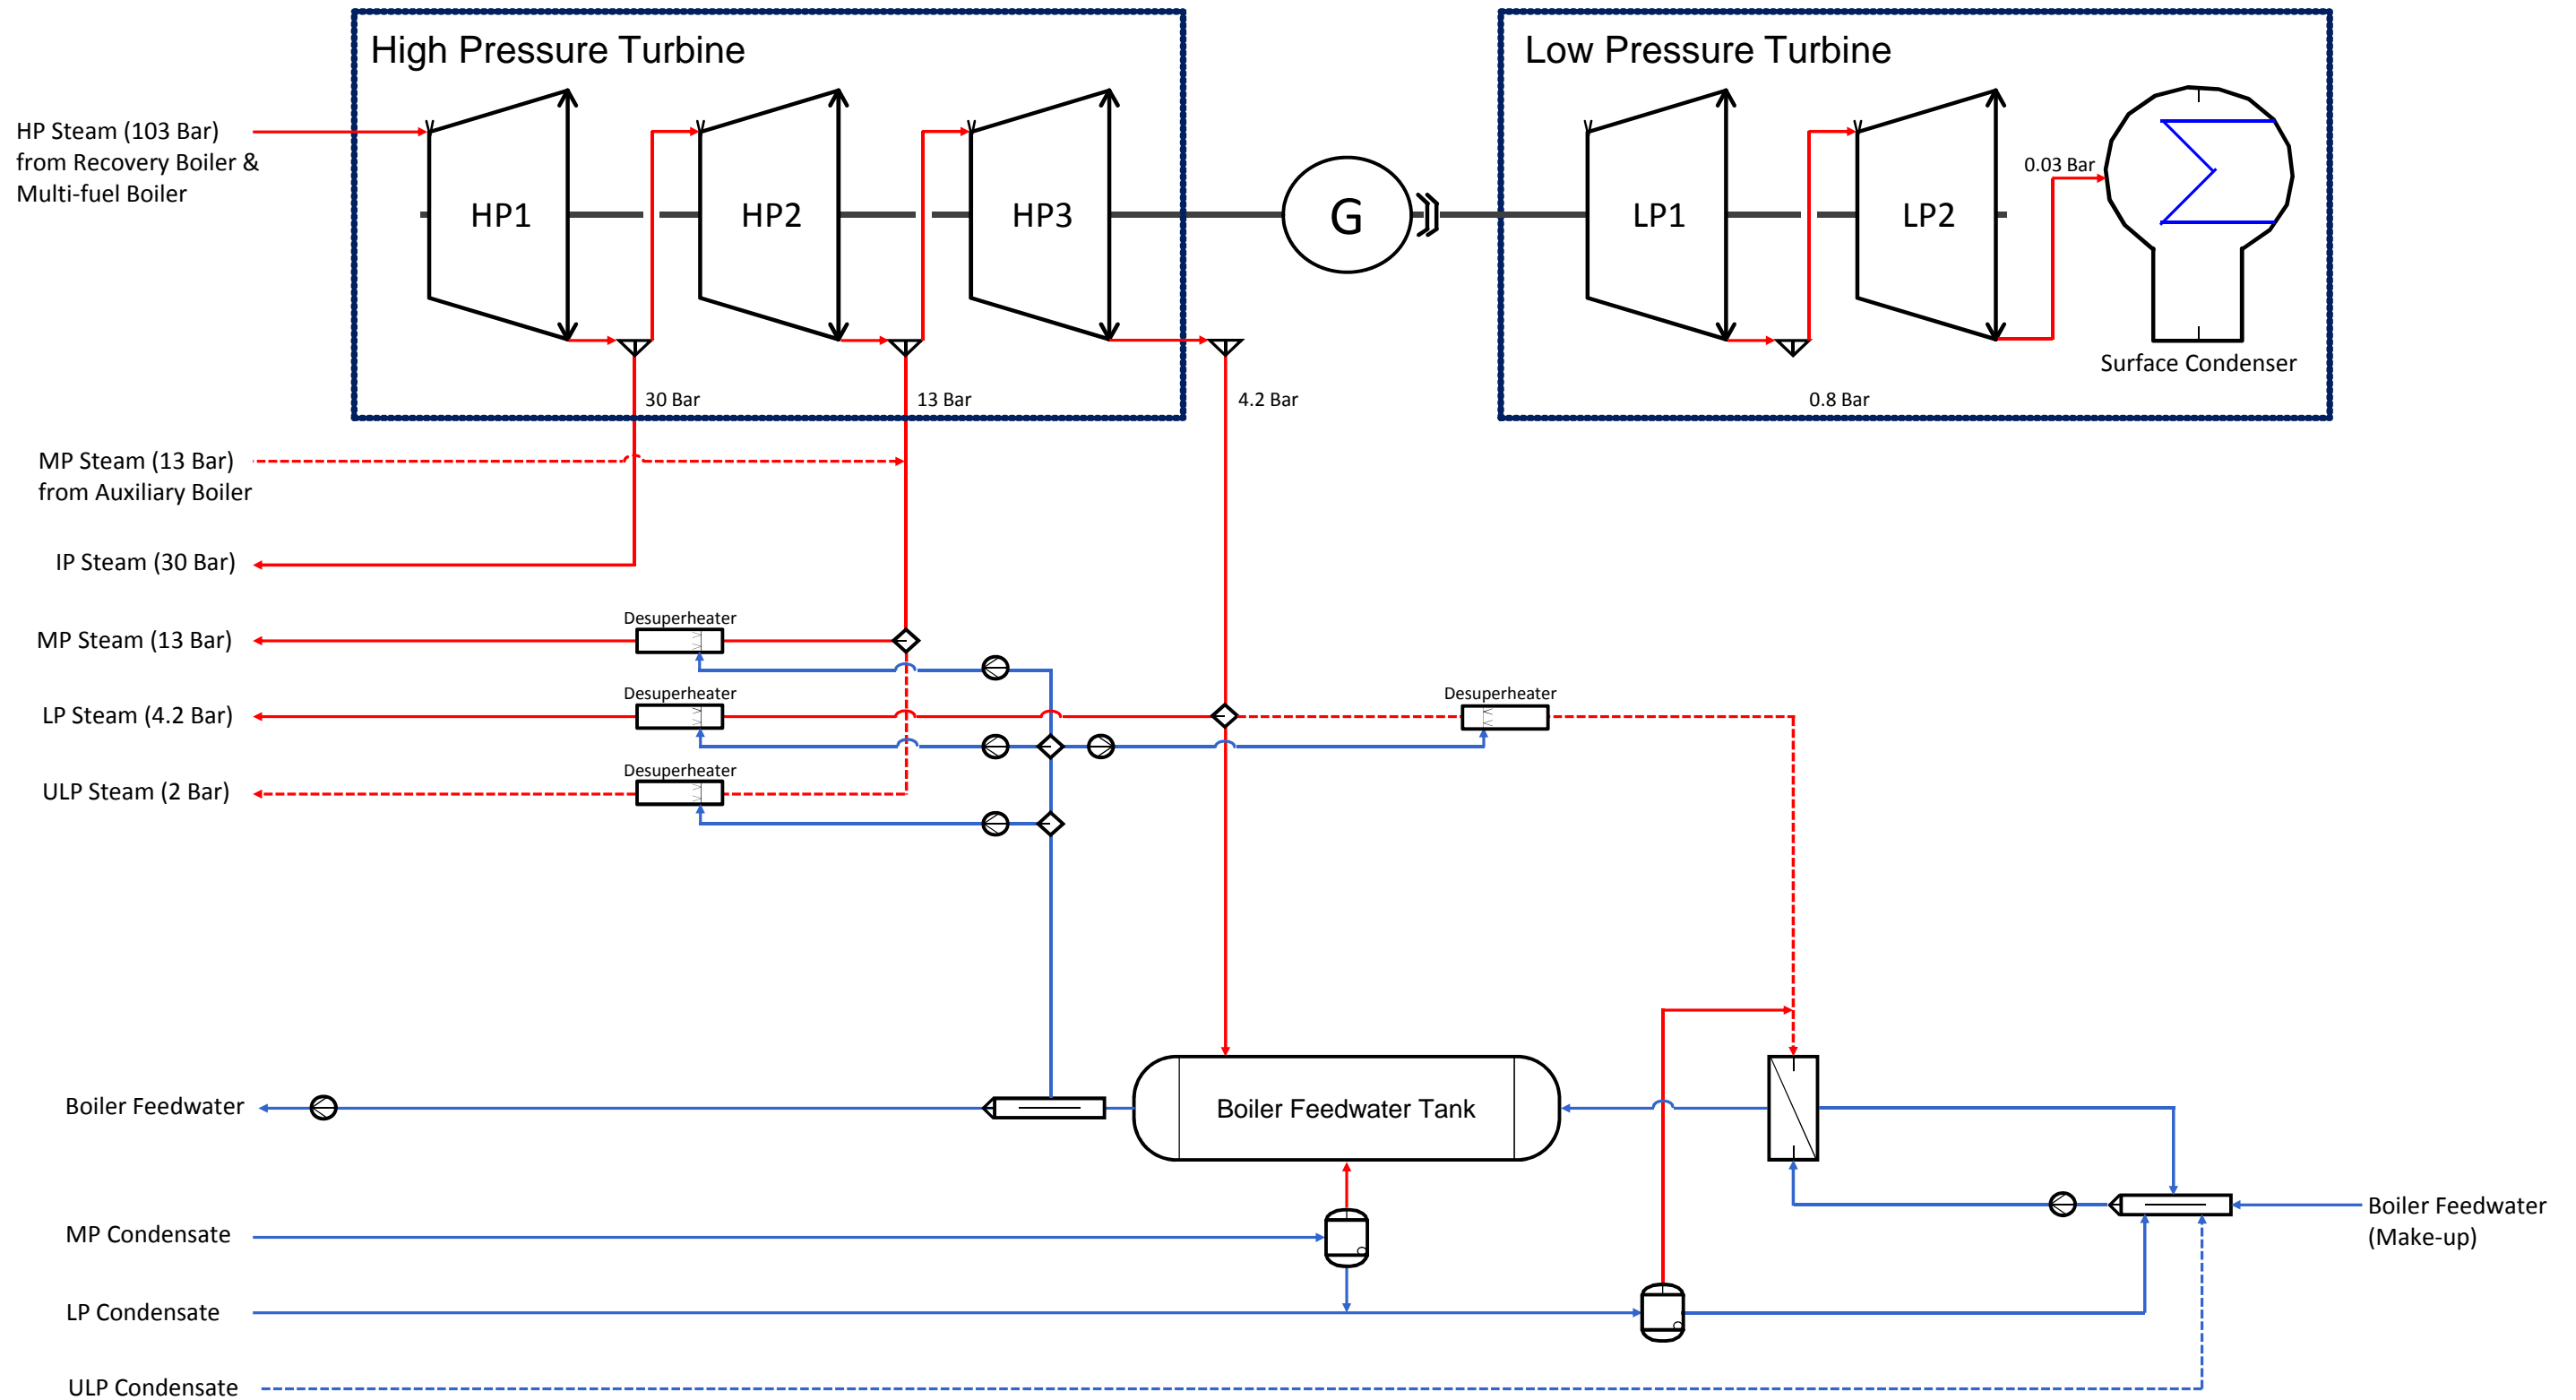 High Pressure Turbine
Low Pressure Turbine
HP Steam (103 Bar)
from Recovery Boiler &
Multi-fuel Boiler
HP1
HP2
HP3
G
LP1
LP2
0.03 Bar
Surface Condenser
30 Bar
13 Bar
4.2 Bar
0.8 Bar
MP Steam (13 Bar)
from Auxiliary Boiler
IP Steam (30 Bar)
Desuperheater
MP Steam (13 Bar)
Desuperheater
Desuperheater
LP Steam (4.2 Bar)
Desuperheater
ULP Steam (2 Bar)
Boiler Feedwater
Boiler Feedwater Tank
Boiler Feedwater
(Make-up)
MP Condensate
LP Condensate
ULP Condensate